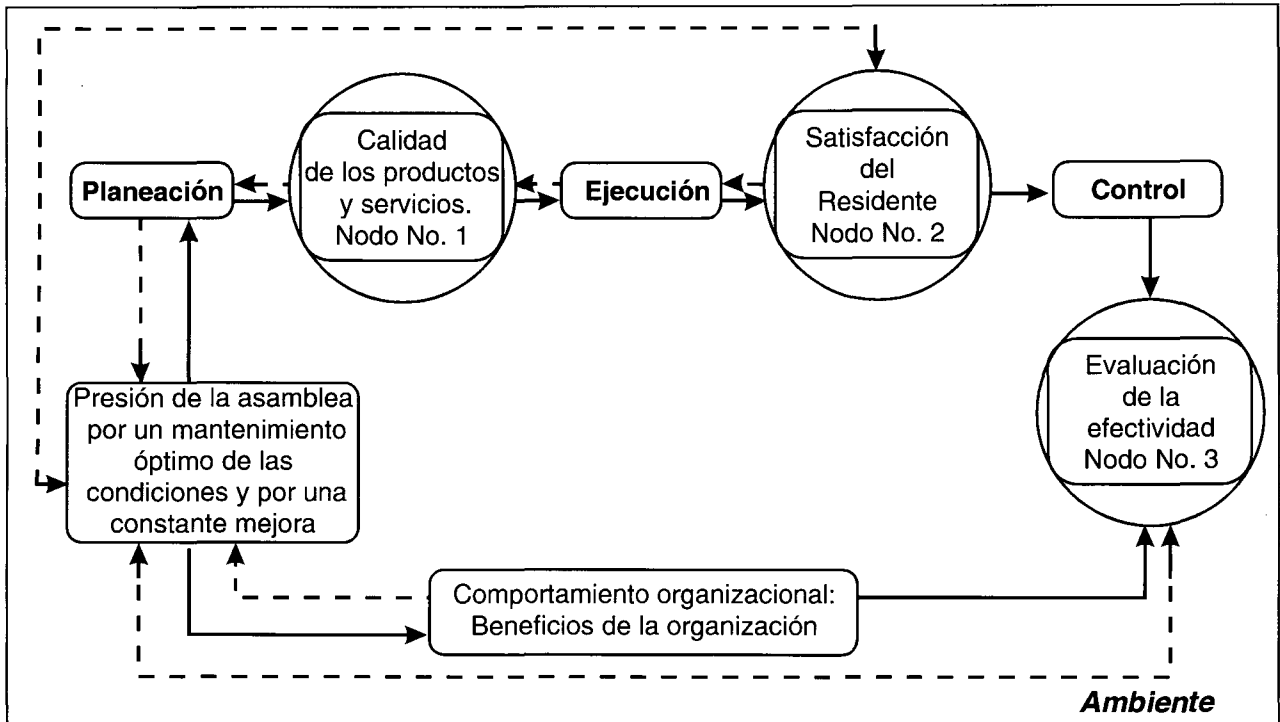 Planeación
Calidad
de los productos
y servicios.
Nodo No. 1
Ejecución
Satisfacción
del
Residente
Nodo No. 2
Control
Evaluación
de la
efectividad
Nodo No. 3
Presión de la asamblea
por un mantenimiento
óptimo de las
condiciones y por una
constante mejora
Comportamiento organizacional:
Beneficios de la organización
Ambiente